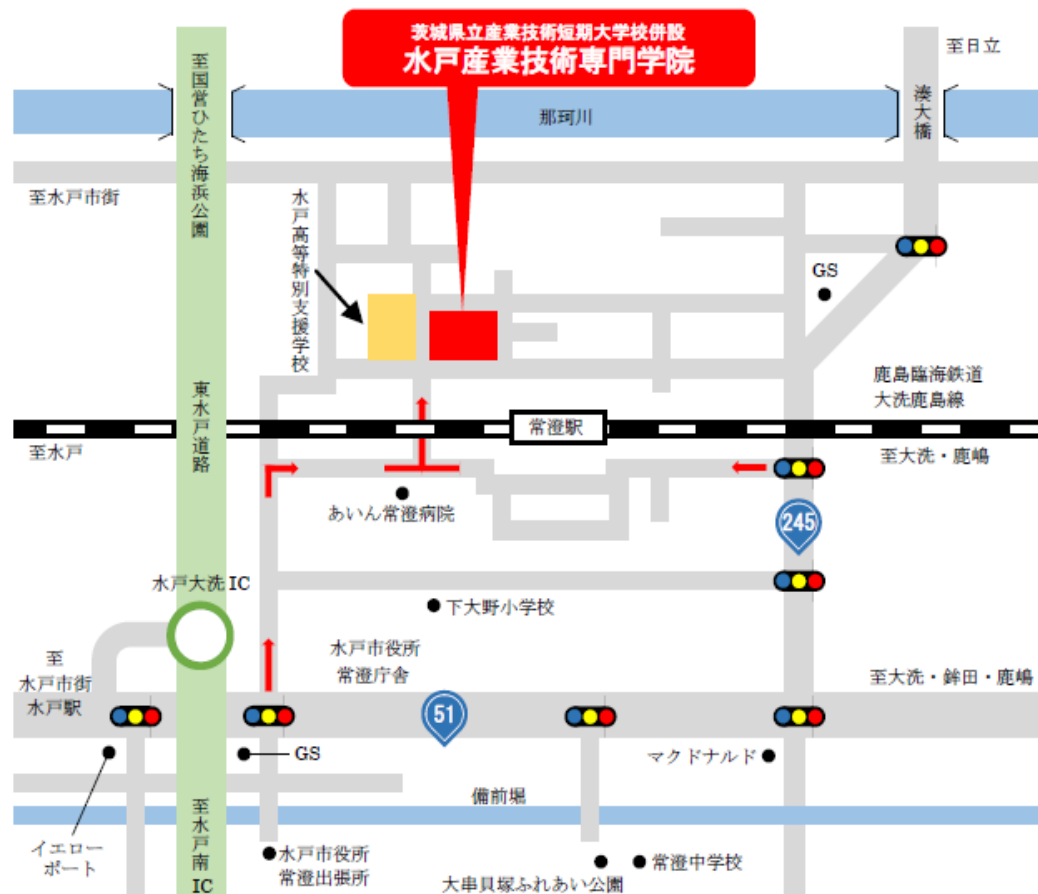 茨城県立産業技術短期大学校併設
水戸産業技術専門学院
至日立
至国営ひたち海浜公園
那珂川
湊大橋
至水戸市街
水戸高等特別支援学校
GS
東水戸道路
鹿島臨海鉄道
大洗鹿島線
常澄駅
至水戸
至大洗・鹿嶋
あいん常澄病院
245
水戸大洗 IC
下大野小学校
水戸市役所
常澄庁舎
至
水戸市街
水戸駅
至大洗・鉾田・鹿嶋
51
GS
マクドナルド
備前堀
至水戸南IC
イエロー
ポート
水戸市役所
常澄出張所
常澄中学校
大串貝塚ふれあい公園